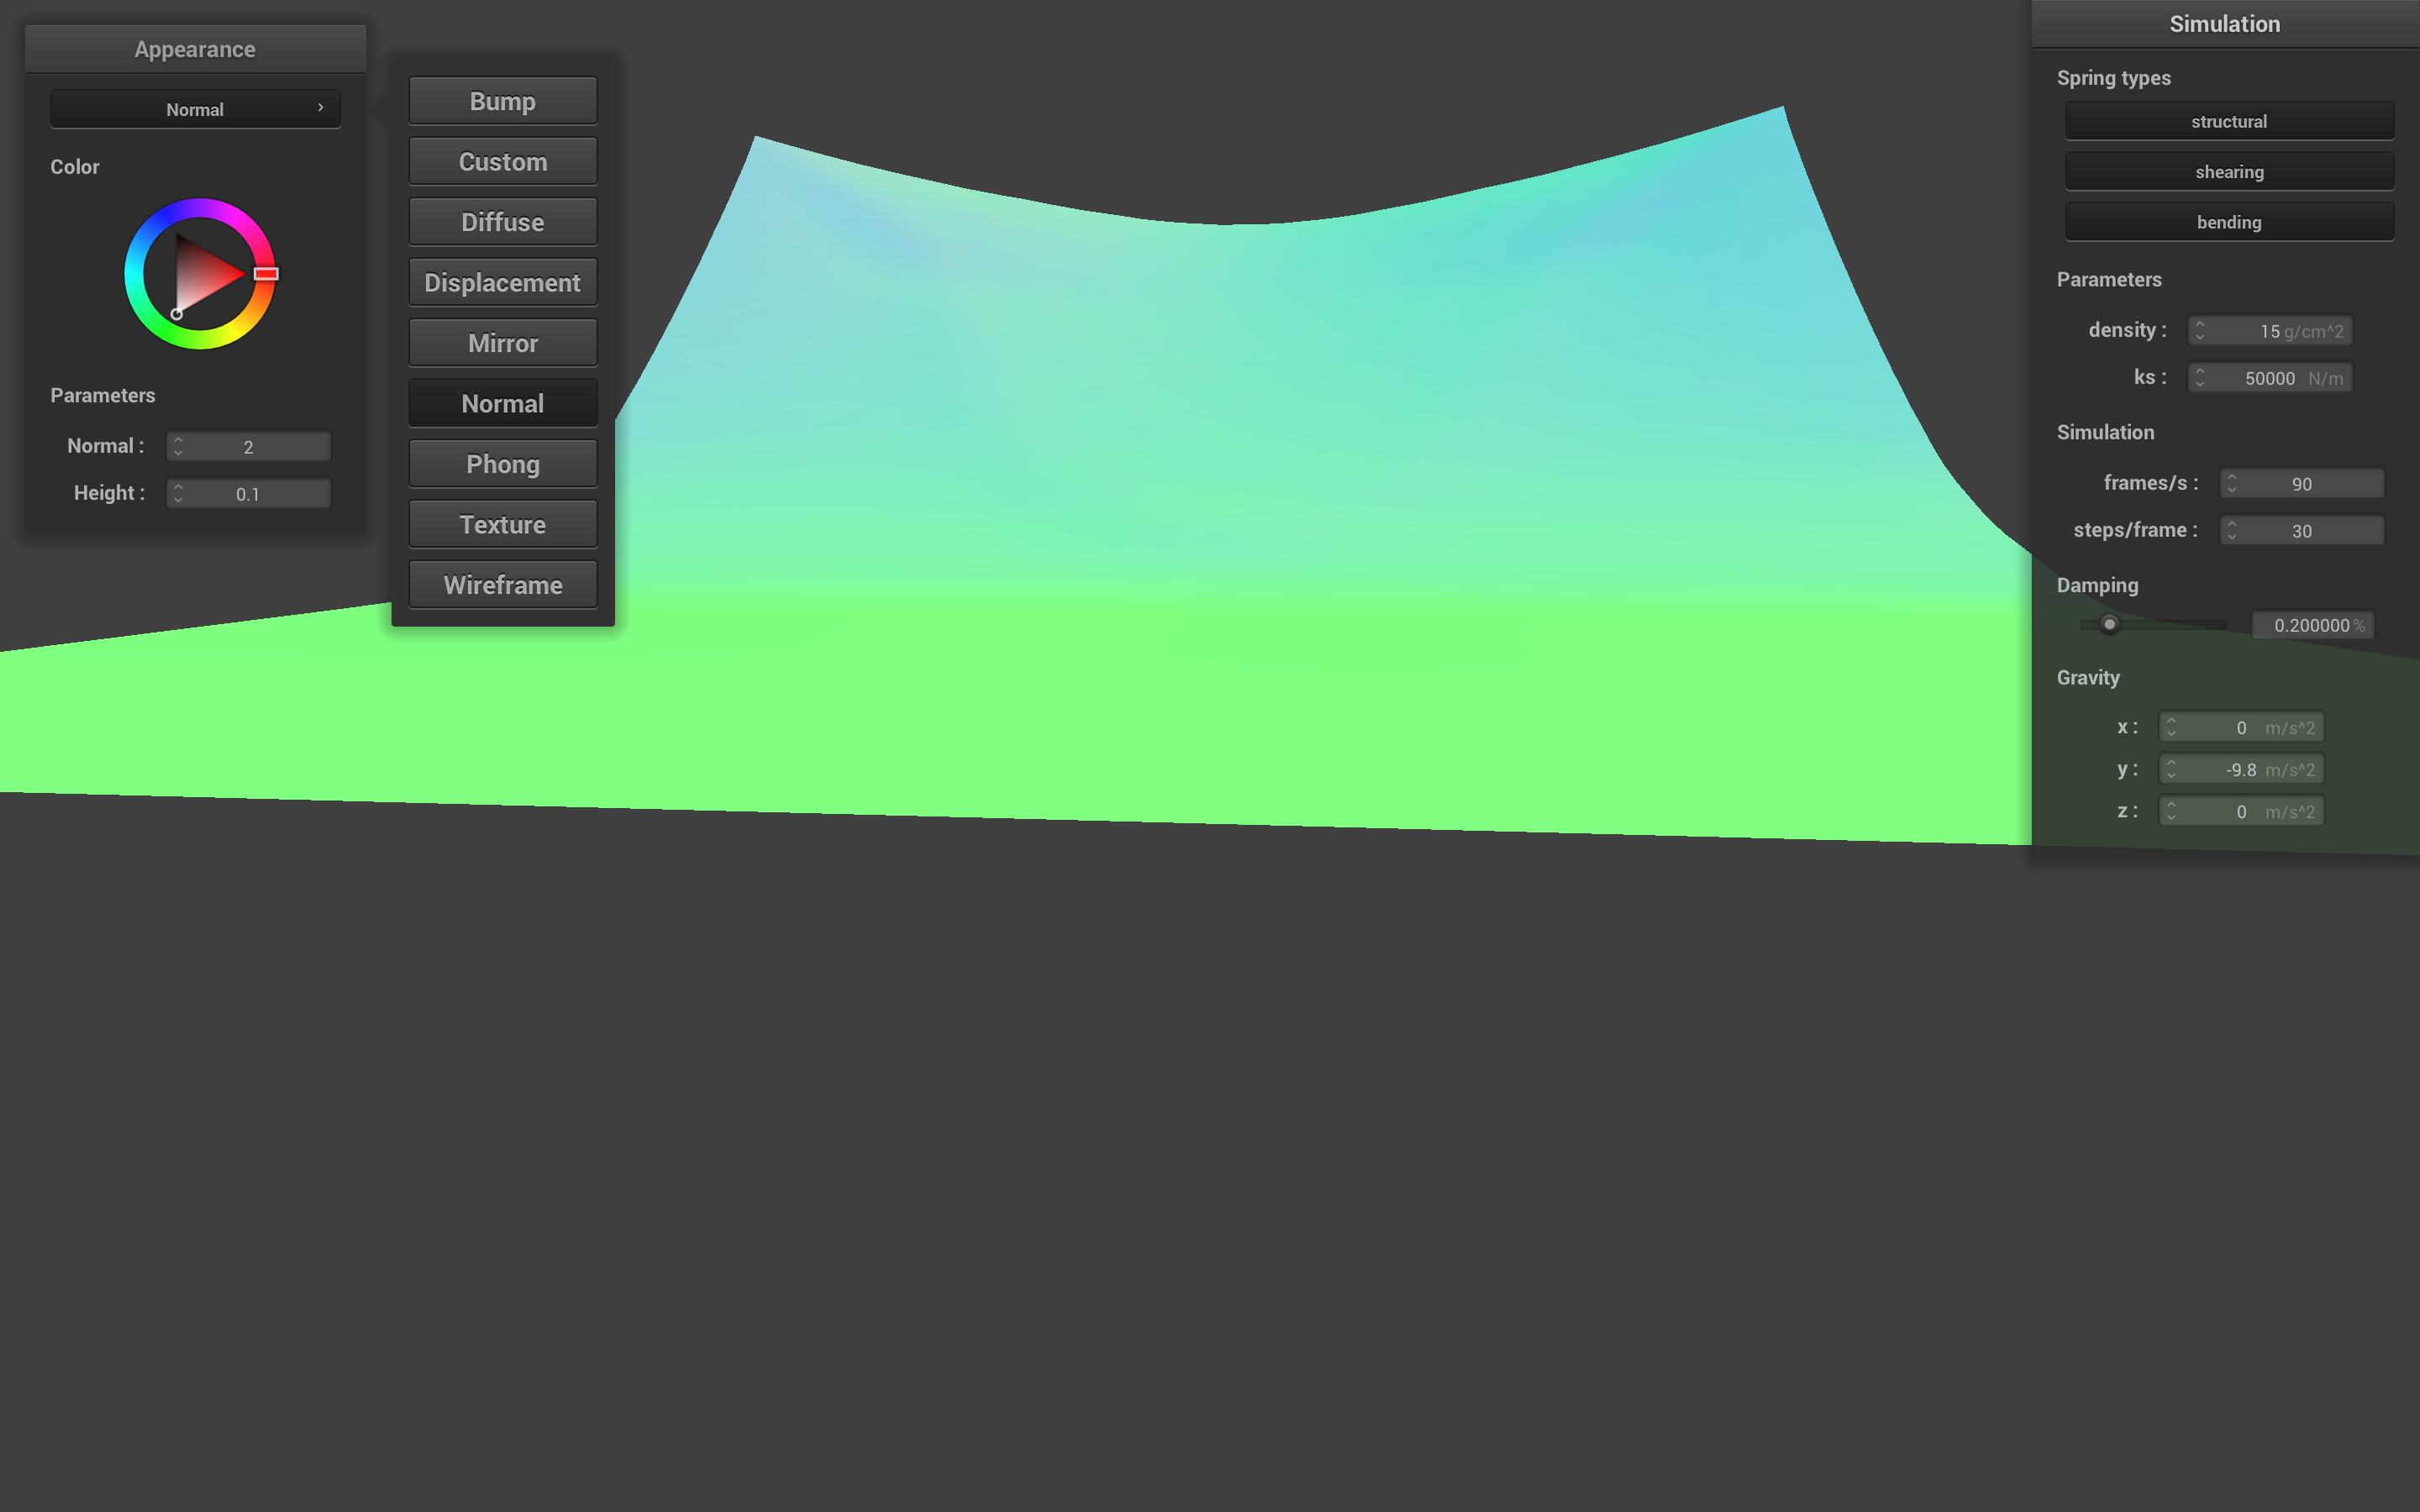 Appearance
Normal
Color
Parameters
Normal : 2
Height : 0.1
Bump
Custom
Diffuse
Displacement
Mirror
Normal
Phong
Texture
Wireframe
Simulation
Spring types
structural
shearing
bending
Parameters
density : 15 g/cm^2
ks : 50000 N/m
Simulation
frames/s : 90
steps/frame : 30
Damping
0.200000 %
Gravity
x : 0 m/s^2
y : -9.8 m/s^2
z : 0 m/s^2